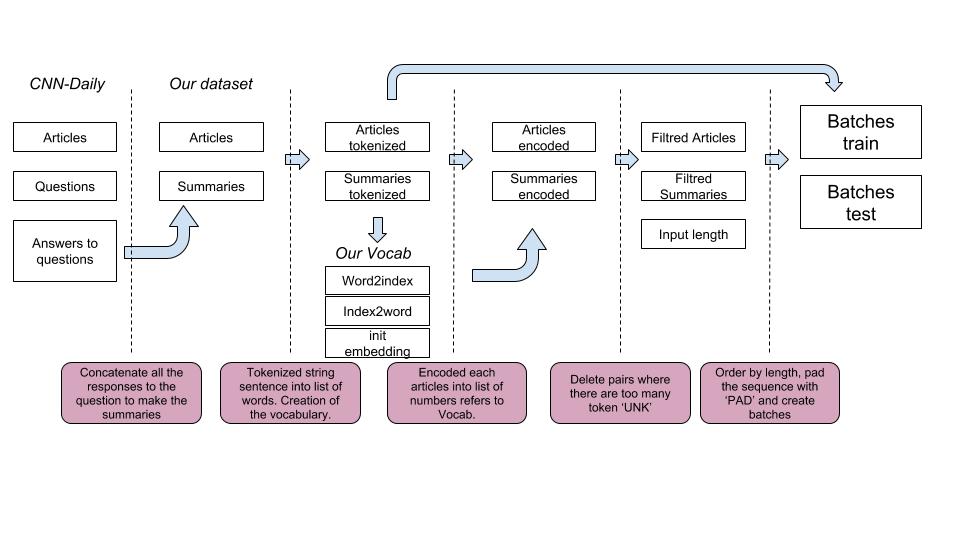 CNN-Daily
Our dataset
Articles
Questions
Answers to
questions
Articles
Summaries
Articles
tokenized
Summaries
tokenized
Our Vocab
Word2index
Index2word
init
embedding
Articles
encoded
Summaries
encoded
Filtred Articles
Filtred
Summaries
Input length
Batches
train
Batches
test
Concatenate all the
responses to the
question to make the
summaries
Tokenized string
sentence into list of
words. Creation of
the vocabulary.
Encoded each
articles into list of
numbers refers to
Vocab.
Delete pairs where
there are too many
token ‘UNK’
Order by length, pad
the sequence with
‘PAD’ and create
batches